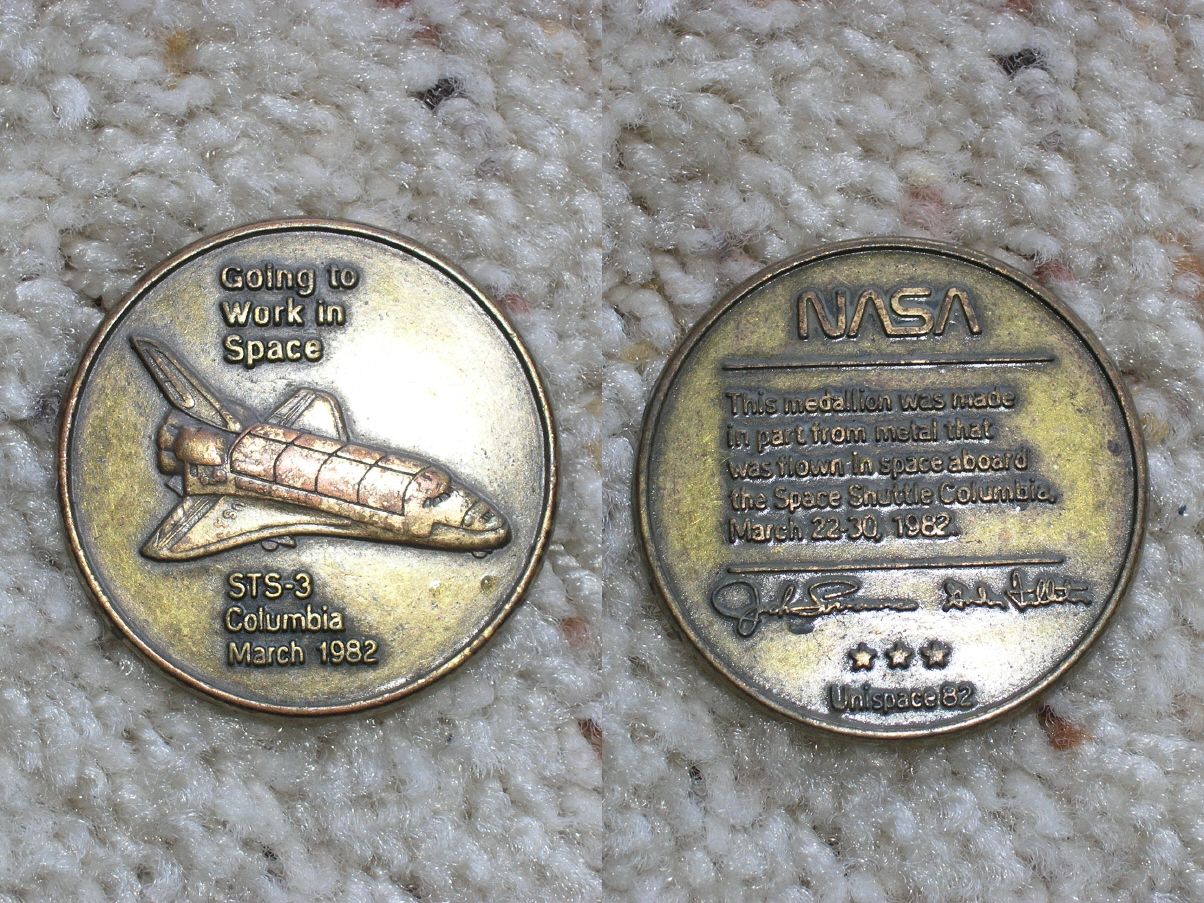 Going to
Work in
Space
STS-3
Columbia
March 1982
NASA
This medallion was made
in part from metal that
was flown in space aboard
the Space Shuttle Columbia,
March 22-30, 1982.
Unispace 82